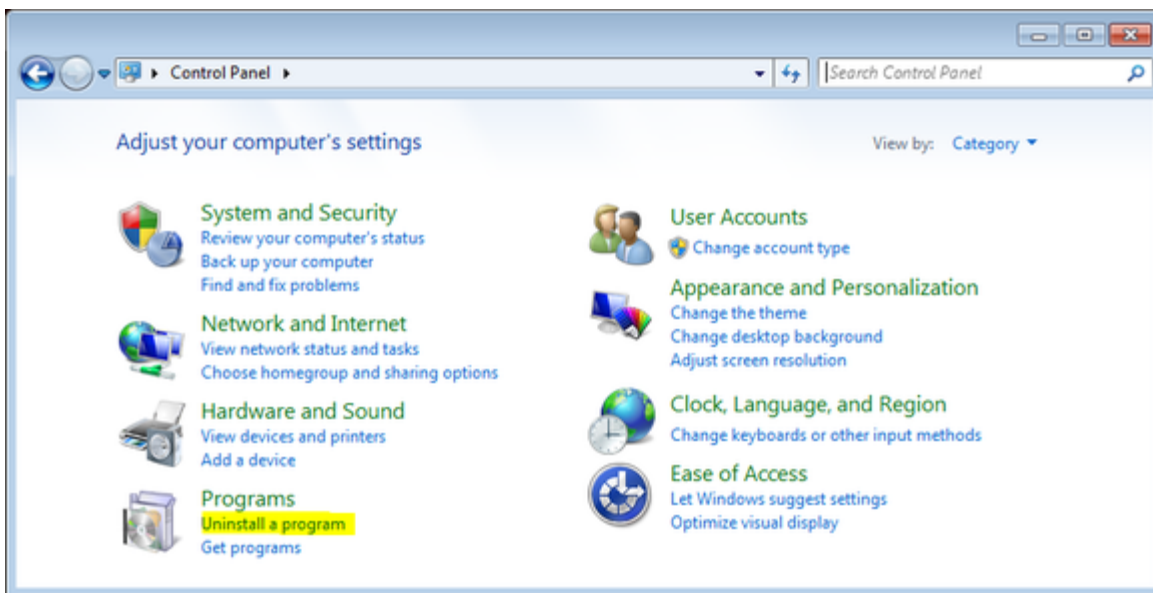 Control Panel
Search Control Panel
Adjust your computer's settings
View by: Category
System and Security
Review your computer's status
Back up your computer
Find and fix problems
Network and Internet
View network status and tasks
Choose homegroup and sharing options
Hardware and Sound
View devices and printers
Add a device
Programs
Uninstall a program
Get programs
User Accounts
Change account type
Appearance and Personalization
Change the theme
Change desktop background
Adjust screen resolution
Clock, Language, and Region
Change keyboards or other input methods
Ease of Access
Let Windows suggest settings
Optimize visual display